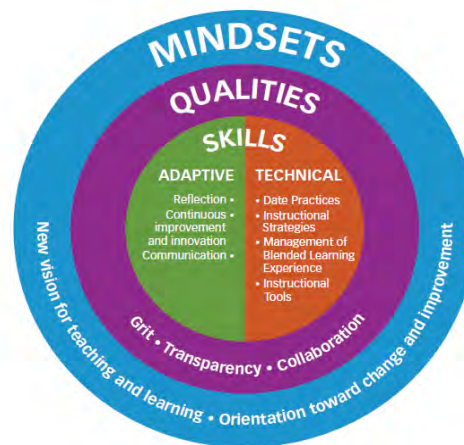 MINDSETS
QUALITIES
SKILLS
ADAPTIVE
Reflection •
Continuous •
improvement
and innovation
Communication •
TECHNICAL
• Date Practices
• Instructional
Strategies
• Management of
Blended Learning
Experience
• Instructional
Tools
Grit • Transparency • Collaboration
New vision for teaching and learning • Orientation toward change and improvement